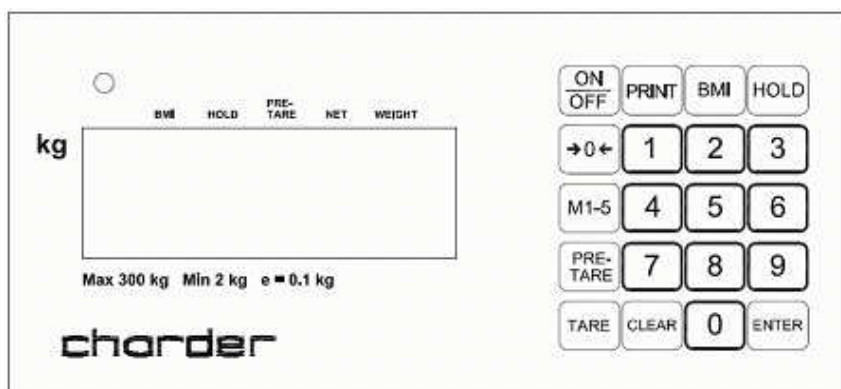 BMI HOLD PRE-TARE NET WEIGHT
kg
Max 300 kg Min 2 kg e = 0.1 kg
charder
ON/OFF PRINT BMI HOLD
→0← 1 2 3
M1-5 4 5 6
PRE-TARE 7 8 9
TARE CLEAR 0 ENTER